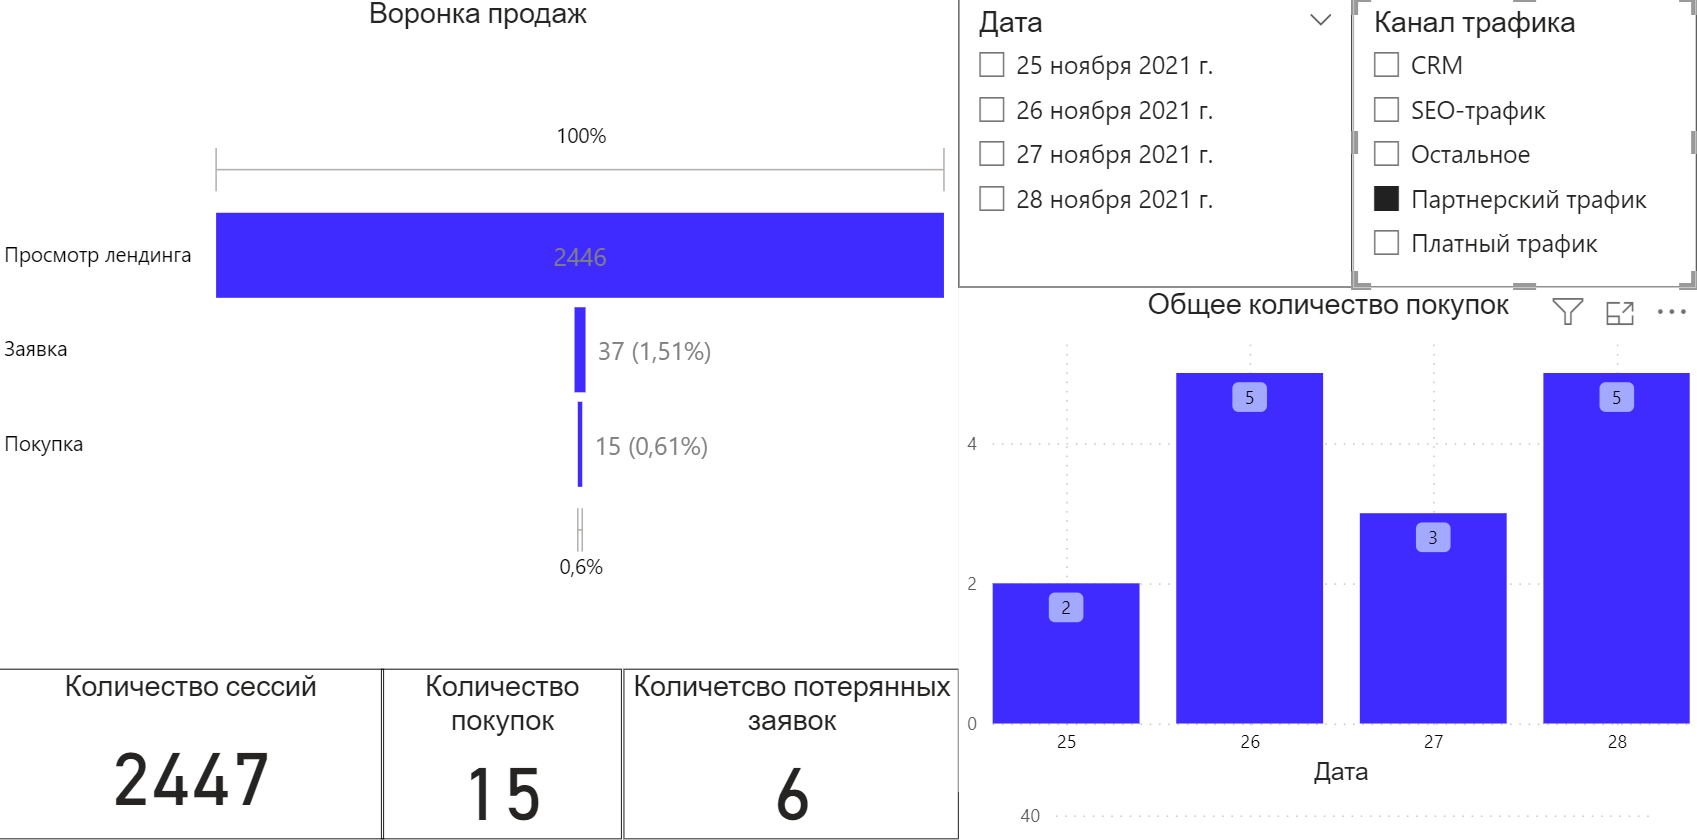 Воронка продаж
100%
Просмотр лендинга
2446
Заявка
37 (1,51%)
Покупка
15 (0,61%)
0,6%
Количество сессий
2447
Количество
покупок
15
Количетсво потерянных
заявок
6
Дата
25 ноября 2021 г.
26 ноября 2021 г.
27 ноября 2021 г.
28 ноября 2021 г.
Канал трафика
CRM
SEO-трафик
Остальное
Партнерский трафик
Платный трафик
Общее количество покупок
4
2
0
2
5
3
5
25
26
27
28
Дата
40